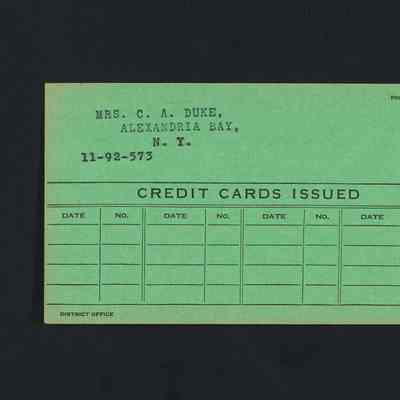 MRS. C. A. DUKE,
ALEXANDRIA BAY,
N. Y.
11-92-573
CREDIT CARDS ISSUED
DATE NO. DATE NO. DATE NO. DATE
DISTRICT OFFICE